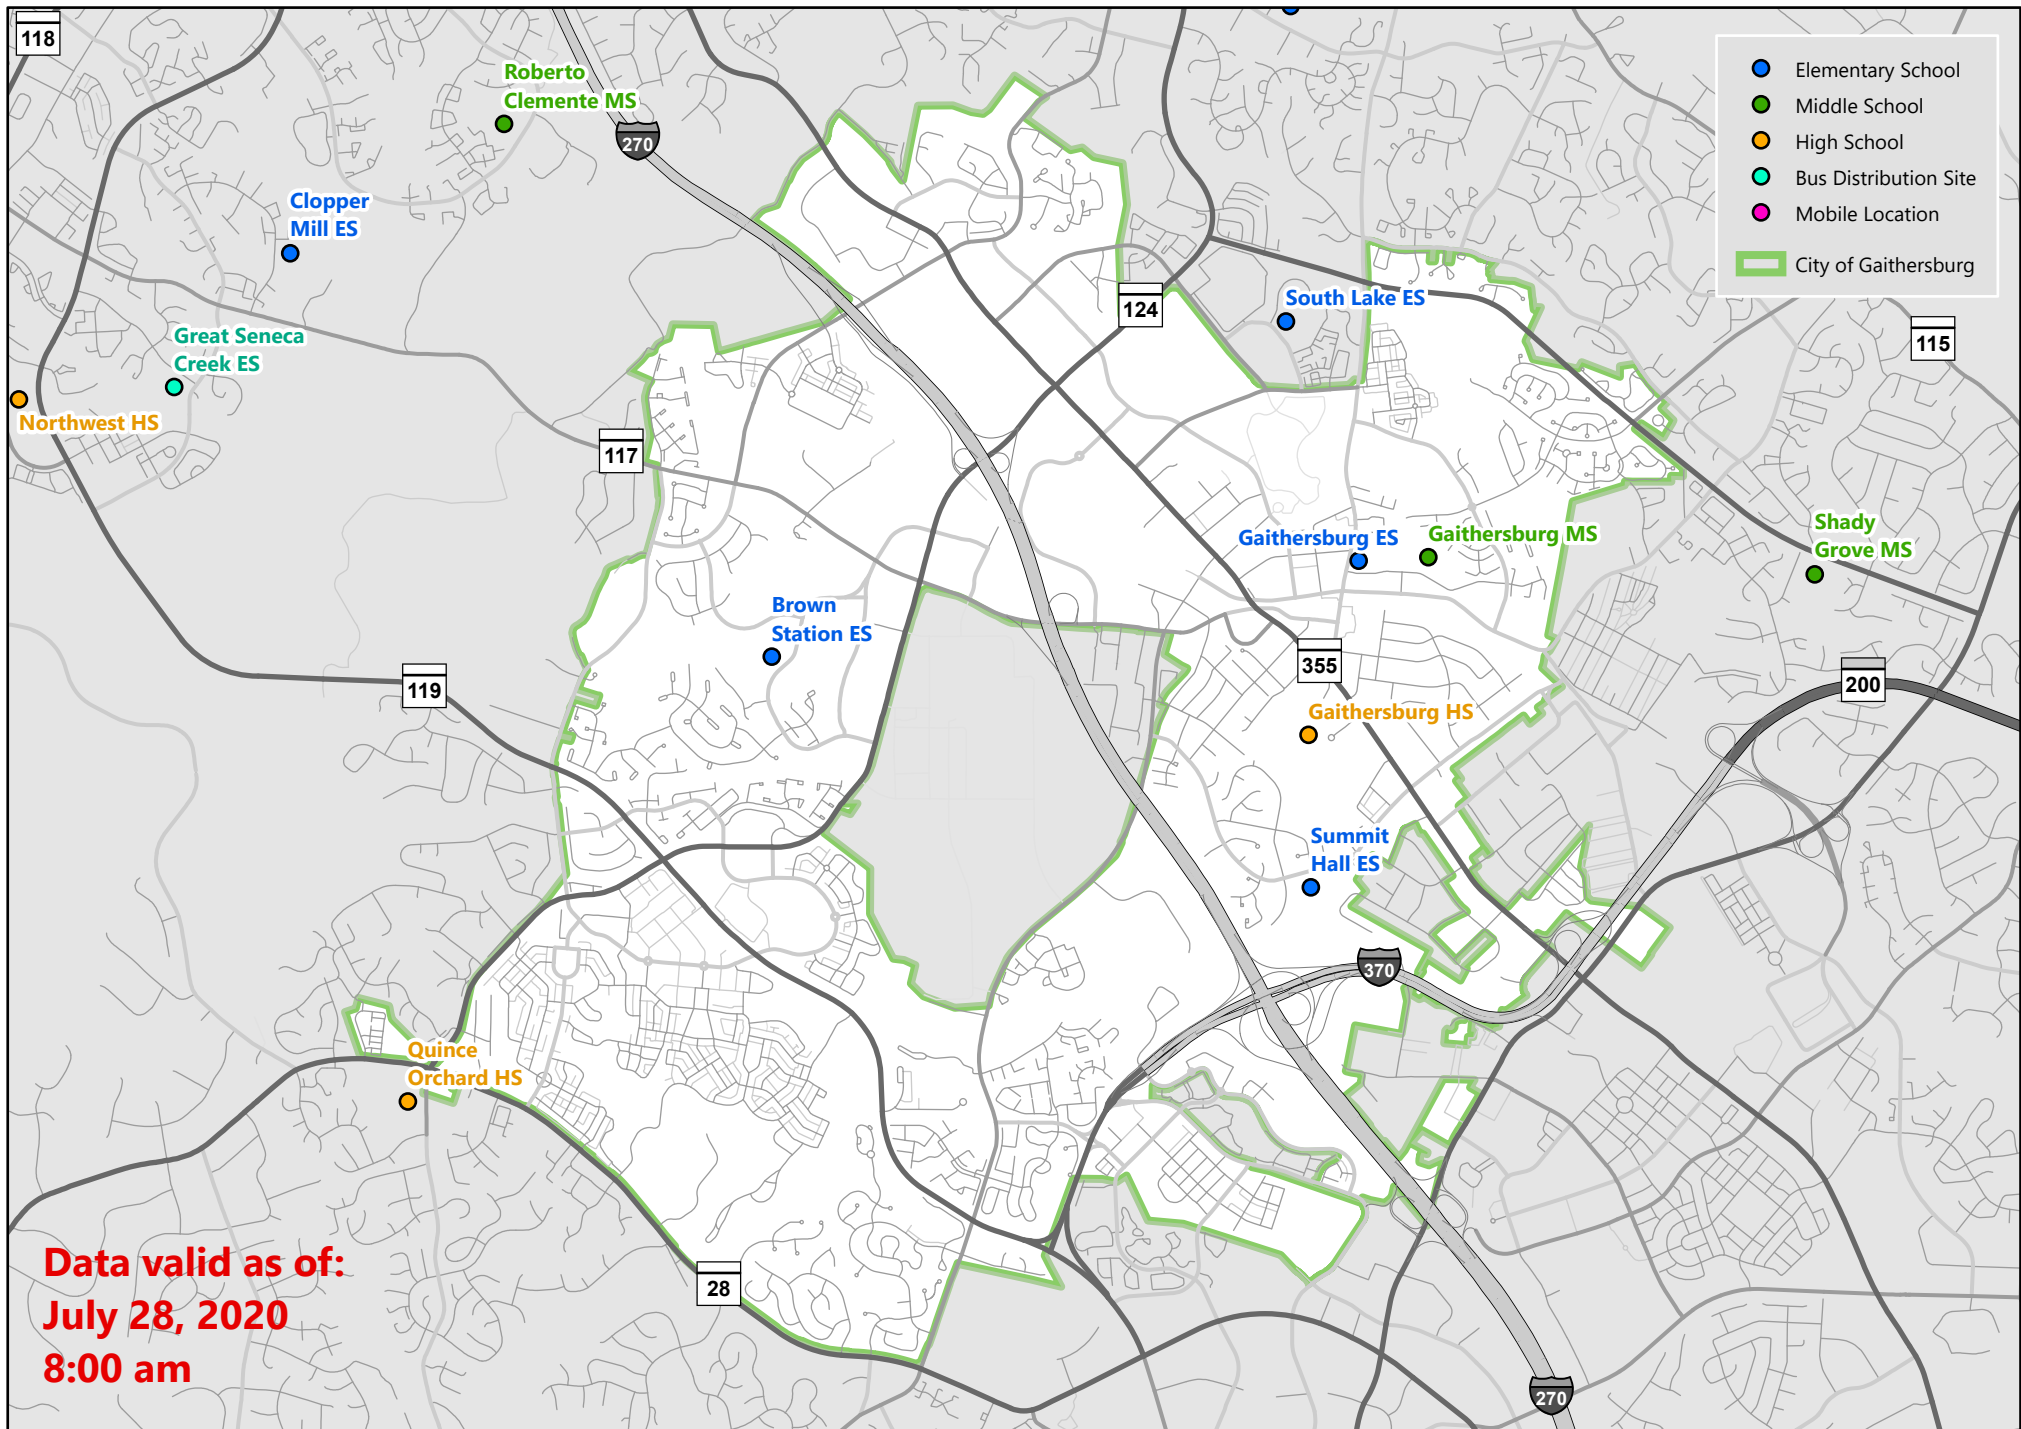 118
Roberto
Clemente MS
270
Clopper
Mill ES
Great Seneca
Creek ES
Northwest HS
117
124
South Lake ES
Elementary School
Middle School
High School
Bus Distribution Site
Mobile Location
City of Gaithersburg
115
Gaithersburg ES
Gaithersburg MS
Shady
Grove MS
Brown
Station ES
119
355
200
Gaithersburg HS
Summit
Hall ES
370
Quince
Orchard HS
28
270
Data valid as of:
July 28, 2020
8:00 am